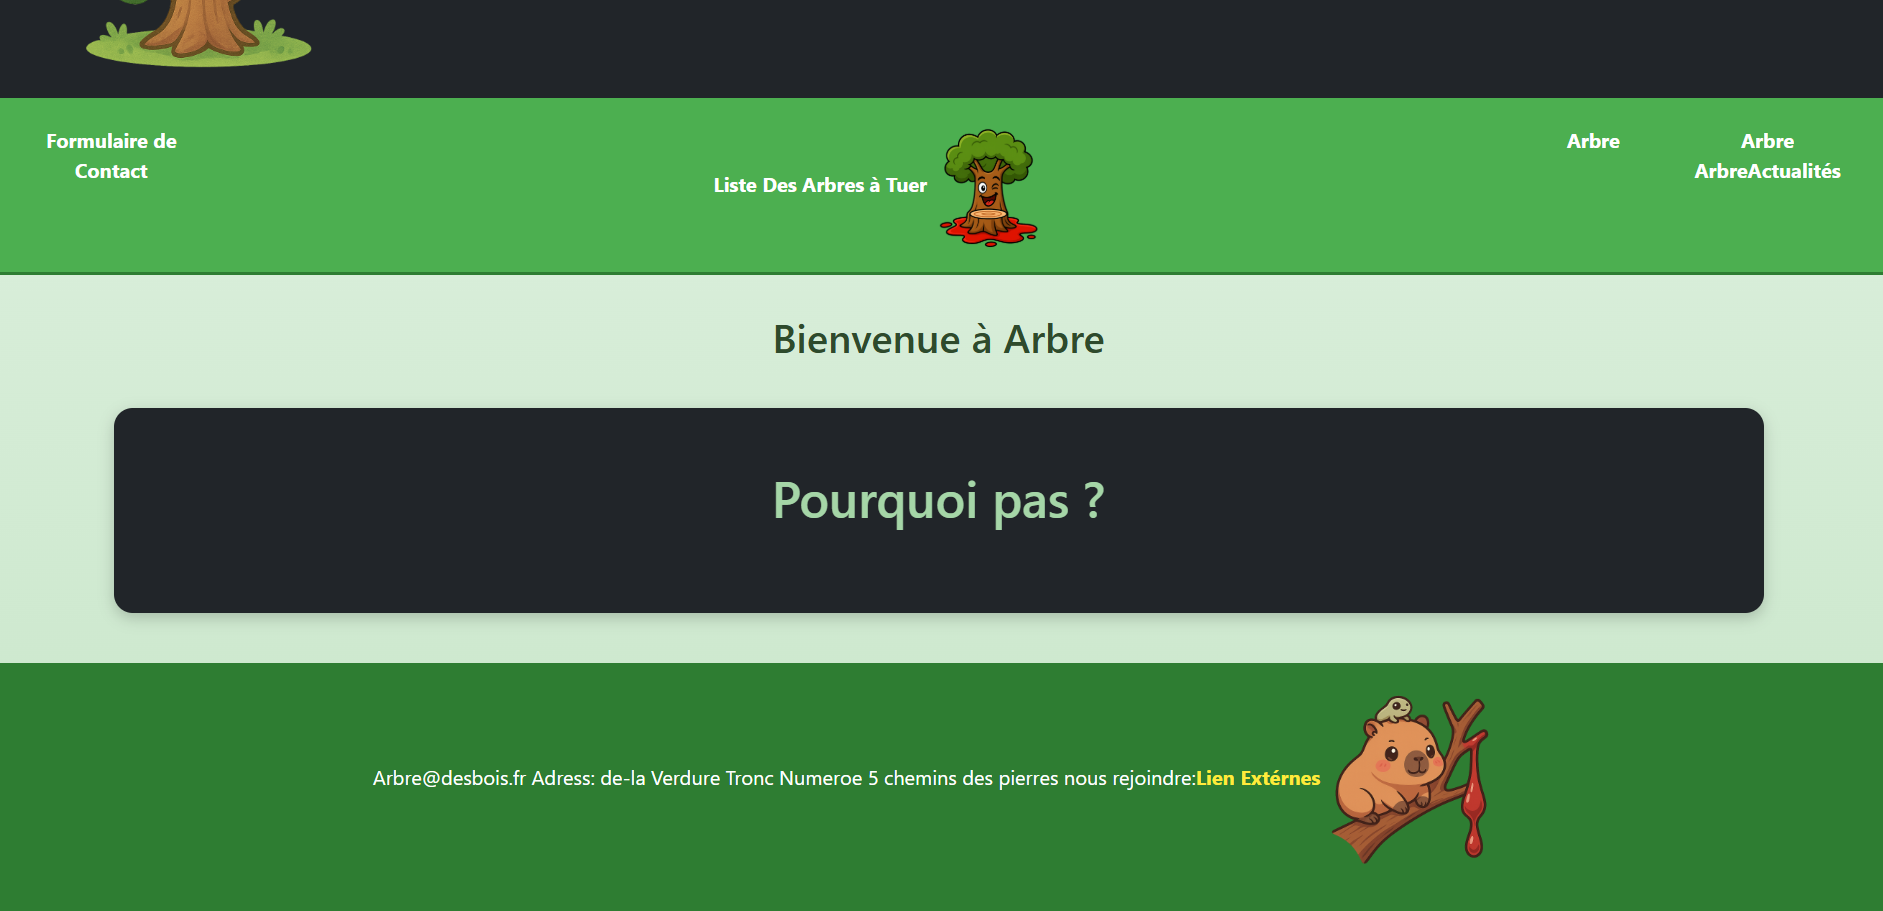 Formulaire de
Contact
Liste Des Arbres à Tuer
Arbre
Arbre
ArbreActualités
Bienvenue à Arbre
Pourquoi pas ?
Arbre@desbois.fr Adress: de-la Verdure Tronc Numeroe 5 chemins des pierres nous rejoindre:Lien Extérnes